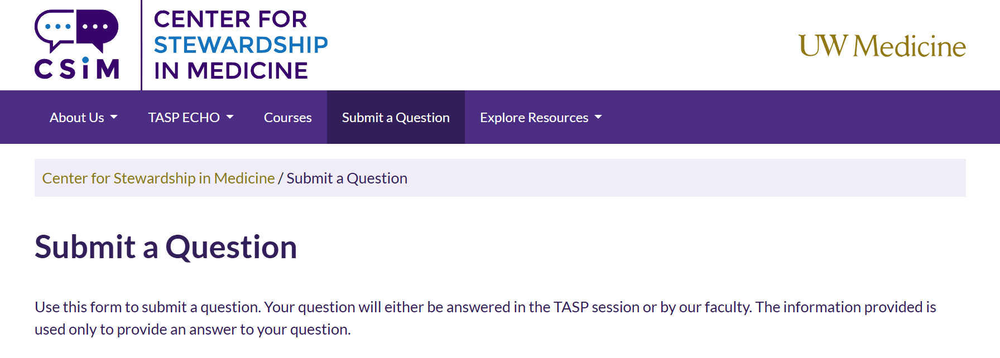 CSiM
CENTER FOR
STEWARDSHIP
IN MEDICINE
UW Medicine
About Us
TASP ECHO
Courses
Submit a Question
Explore Resources
Center for Stewardship in Medicine / Submit a Question
Submit a Question
Use this form to submit a question. Your question will either be answered in the TASP session or by our faculty. The information provided is
used only to provide an answer to your question.